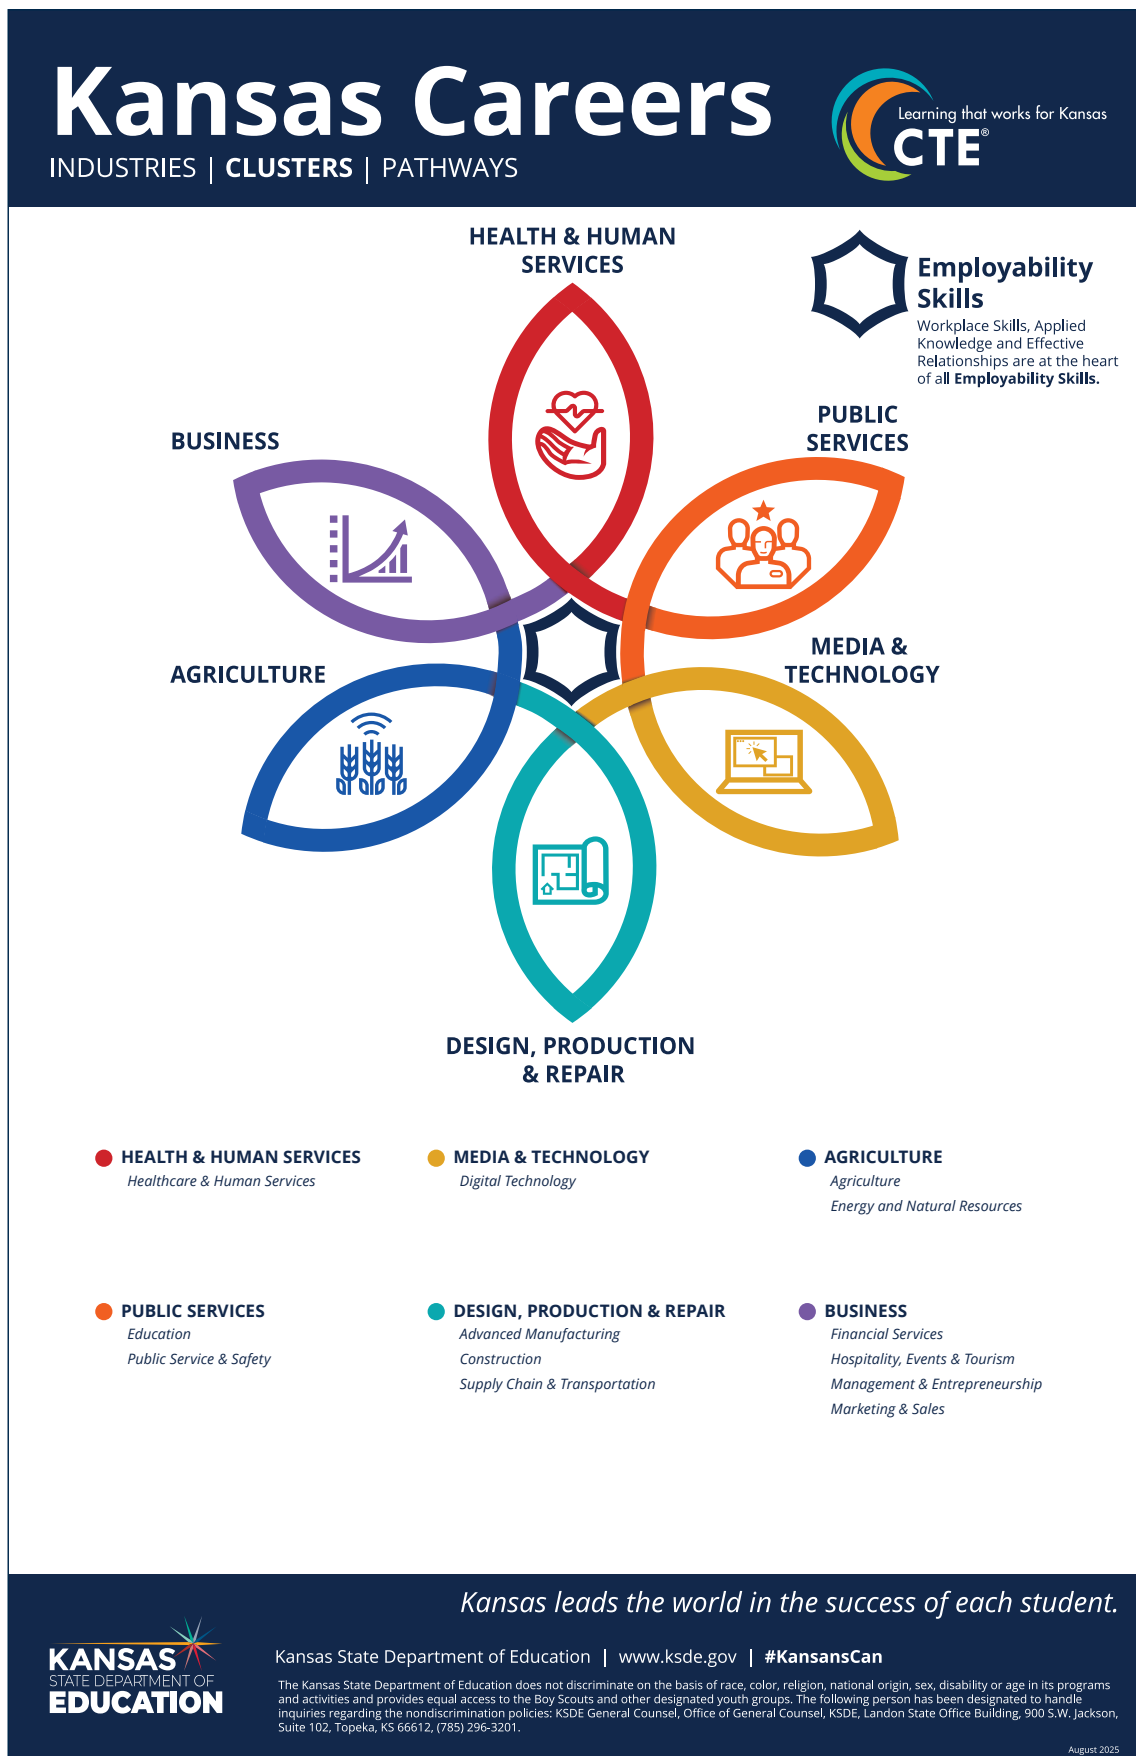 Kansas Careers
INDUSTRIES | CLUSTERS | PATHWAYS
Learning that works for Kansas
CTE®
HEALTH & HUMAN
SERVICES
Employability
Skills
Workplace Skills, Applied
Knowledge and Effective
Relationships are at the heart
of all Employability Skills.
PUBLIC
SERVICES
BUSINESS
MEDIA &
TECHNOLOGY
AGRICULTURE
DESIGN, PRODUCTION
& REPAIR
HEALTH & HUMAN SERVICES
Healthcare & Human Services
MEDIA & TECHNOLOGY
Digital Technology
AGRICULTURE
Agriculture
Energy and Natural Resources
PUBLIC SERVICES
Education
Public Service & Safety
DESIGN, PRODUCTION & REPAIR
Advanced Manufacturing
Construction
Supply Chain & Transportation
BUSINESS
Financial Services
Hospitality, Events & Tourism
Management & Entrepreneurship
Marketing & Sales
Kansas leads the world in the success of each student.
KANSAS
STATE DEPARTMENT OF
EDUCATION
Kansas State Department of Education | www.ksde.gov | #KansansCan
The Kansas State Department of Education does not discriminate on the basis of race, color, religion, national origin, sex, disability or age in its programs
and activities and provides equal access to the Boy Scouts and other designated youth groups. The following person has been designated to handle
inquiries regarding the nondiscrimination policies: KSDE General Counsel, Office of General Counsel, KSDE, Landon State Office Building, 900 S.W. Jackson,
Suite 102, Topeka, KS 66612, (785) 296-3201.
August 2025